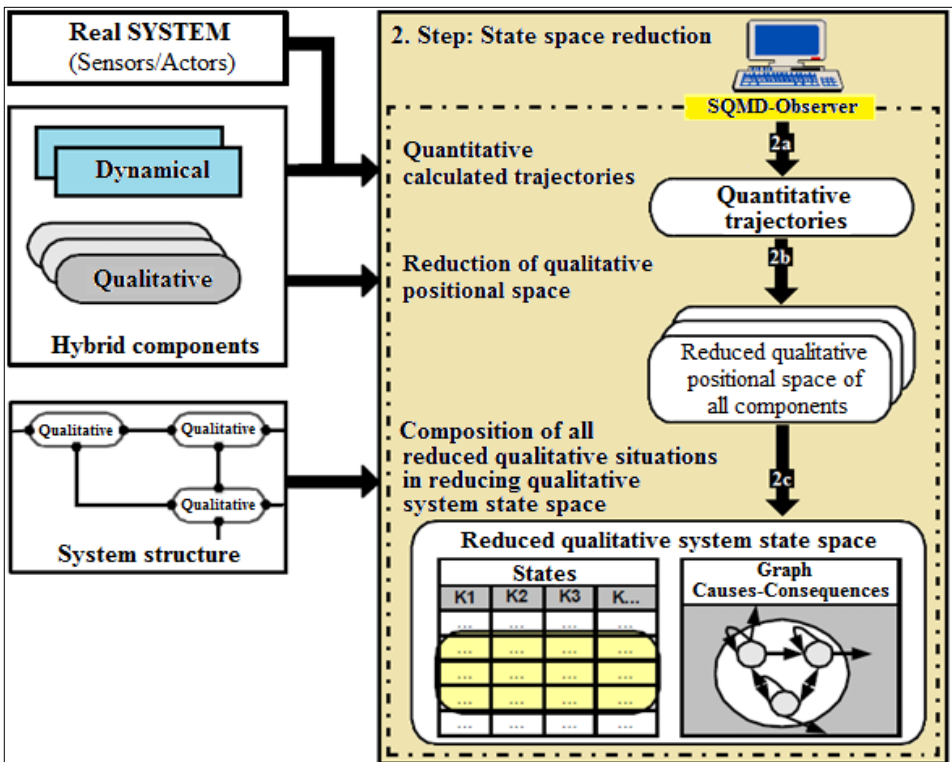 Real SYSTEM
(Sensors/Actors)
Dynamical
Qualitative
Hybrid components
Qualitative
Qualitative
Qualitative
System structure
2. Step: State space reduction
SQMD-Observer
2a
Quantitative
calculated trajectories
Quantitative
trajectories
2b
Reduction of qualitative
positional space
Reduced qualitative
positional space of
all components
Composition of all
reduced qualitative situations
in reducing qualitative
system state space
2c
Reduced qualitative system state space
States
K1 K2 K3 K...
... ... ... ...
... ... ... ...
... ... ... ...
... ... ... ...
... ... ... ...
Graph
Causes-Consequences